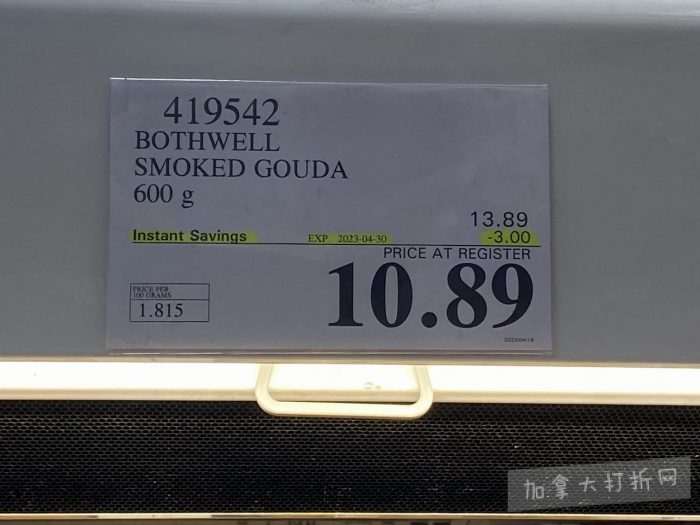 419542
BOTHWELL
SMOKED GOUDA
600 g
13.89
Instant Savings EXP 2023-04-30 -3.00
PRICE AT REGISTER
10.89
PRICE PER
100 GRAMS
1.815
加拿大打折网